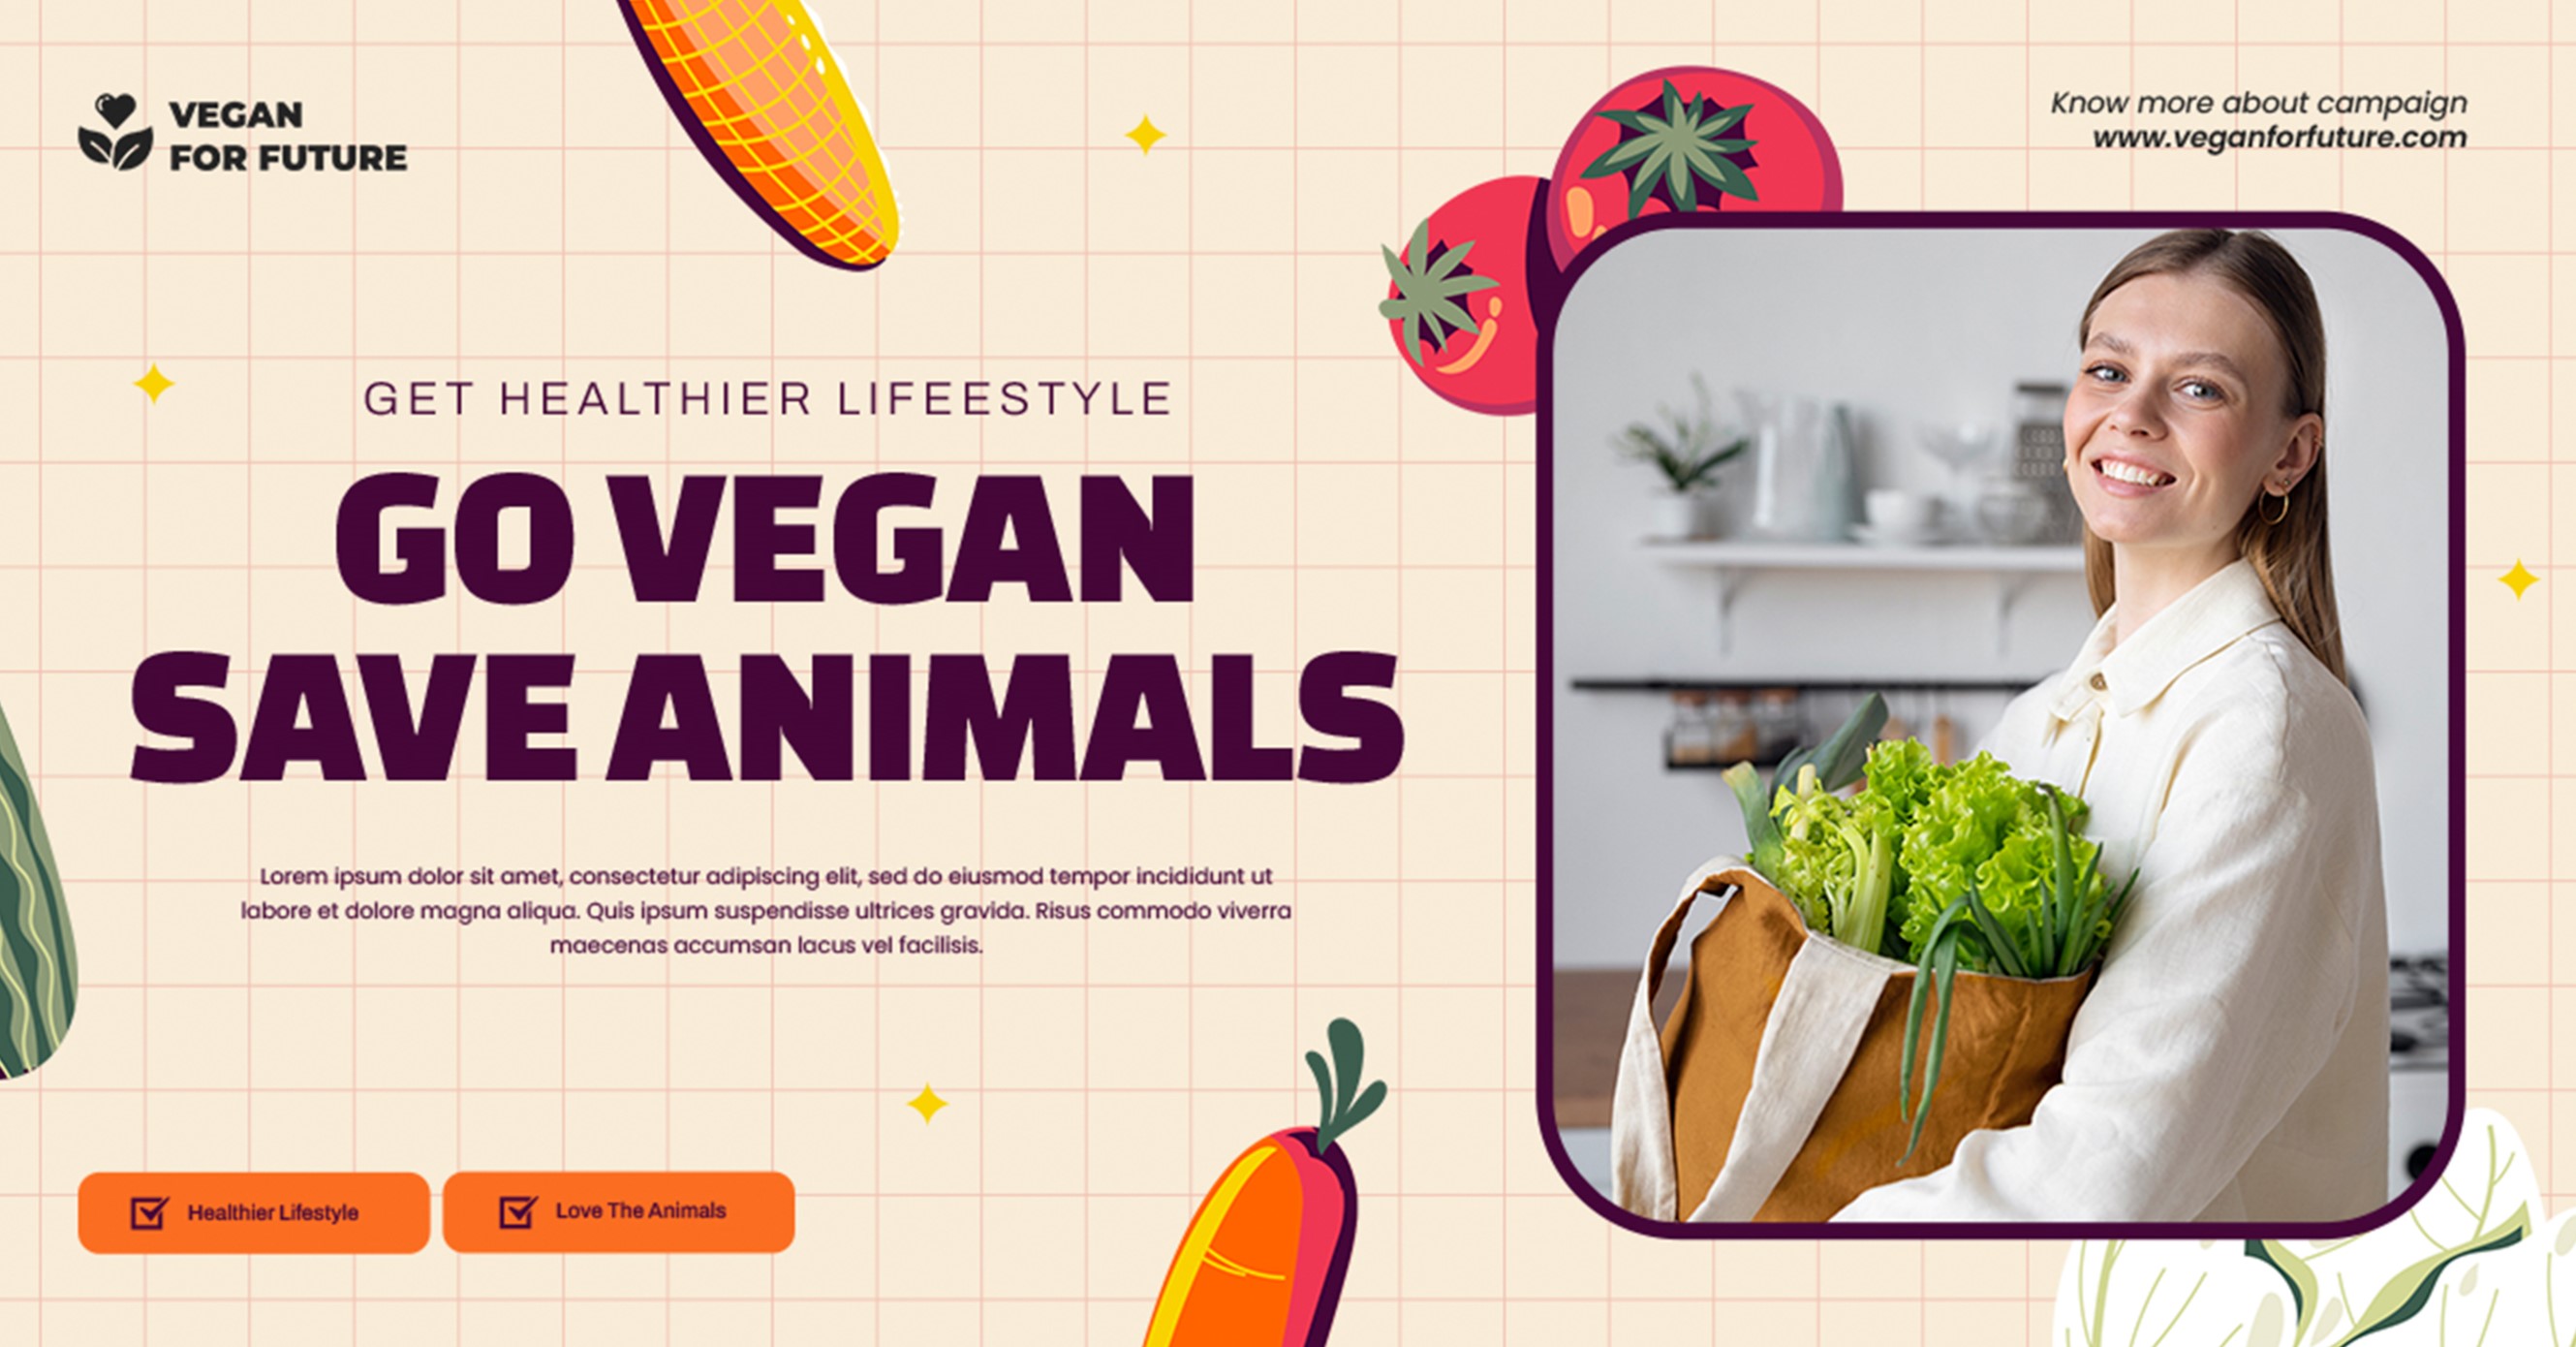 VEGAN
FOR FUTURE
Know more about campaign
www.veganforfuture.com
GET HEALTHIER LIFEESTYLE
GO VEGAN
SAVE ANIMALS
Lorem ipsum dolor sit amet, consectetur adipiscing elit, sed do eiusmod tempor incididunt ut
labore et dolore magna aliqua. Quis ipsum suspendisse ultrices gravida. Risus commodo viverra
maecenas accumsan lacus vel facilisis.
Healthier Lifestyle
Love The Animals